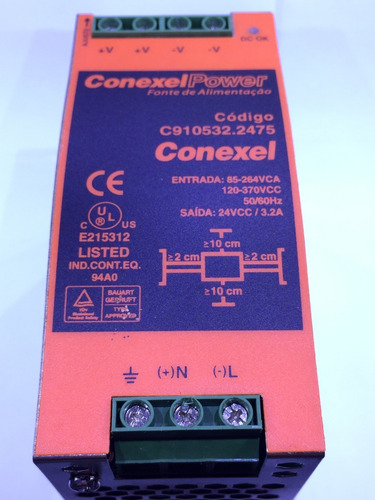 +V +V -V -V
DC OK
ConexelPower
Fonte de Alimentação
Código
C910532.2475
Conexel
ENTRADA: 85-264VCA
120-370VCC
50/60Hz
SAÍDA: 24VCC / 3.2A
CE
C UL US
E215312
LISTED
IND.CONT.EQ.
94A0
≥10 cm
≥2 cm ≥2 cm
≥10 cm
BAUART
GEPRÜFT
TYPE
APPROVED
(+)N (-)L